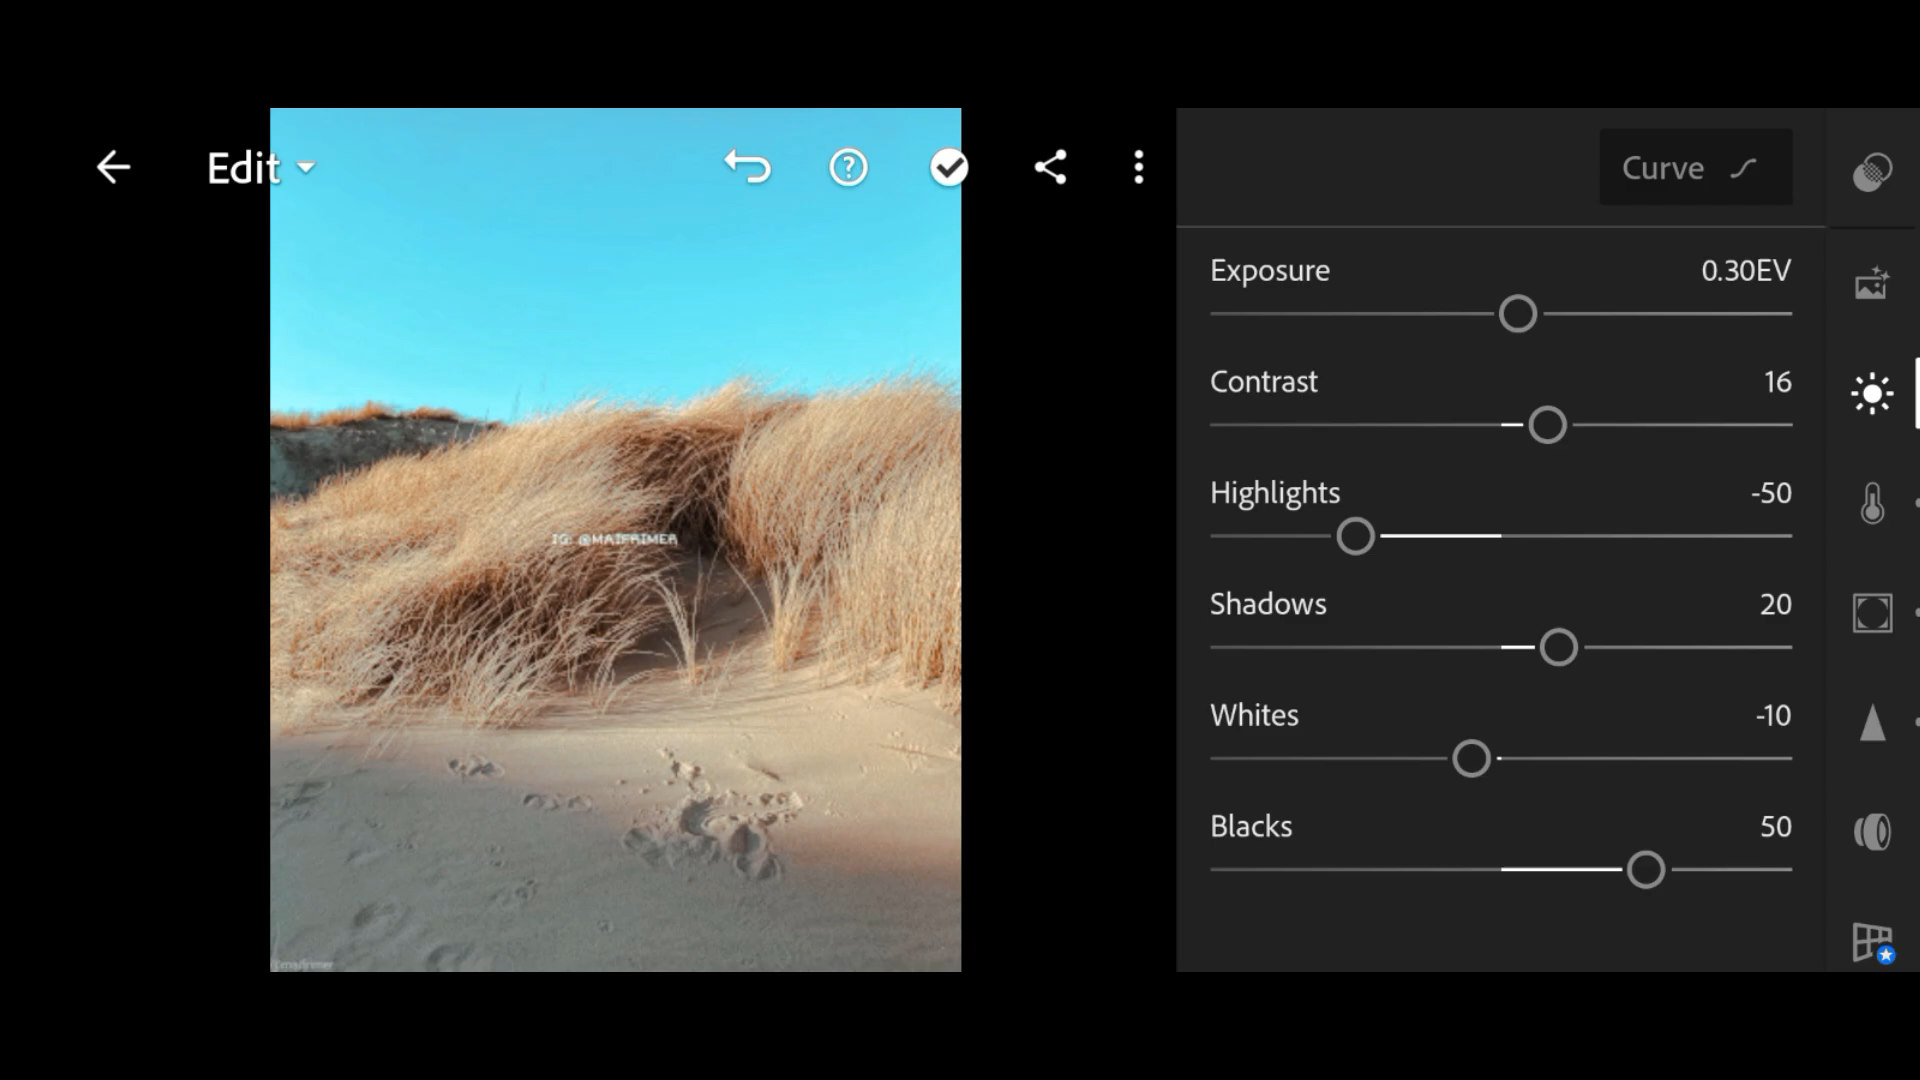 Edit
Curve
Exposure 0.30EV
Contrast 16
Highlights -50
Shadows 20
Whites -10
Blacks 50
IG: @MAIFRIMER